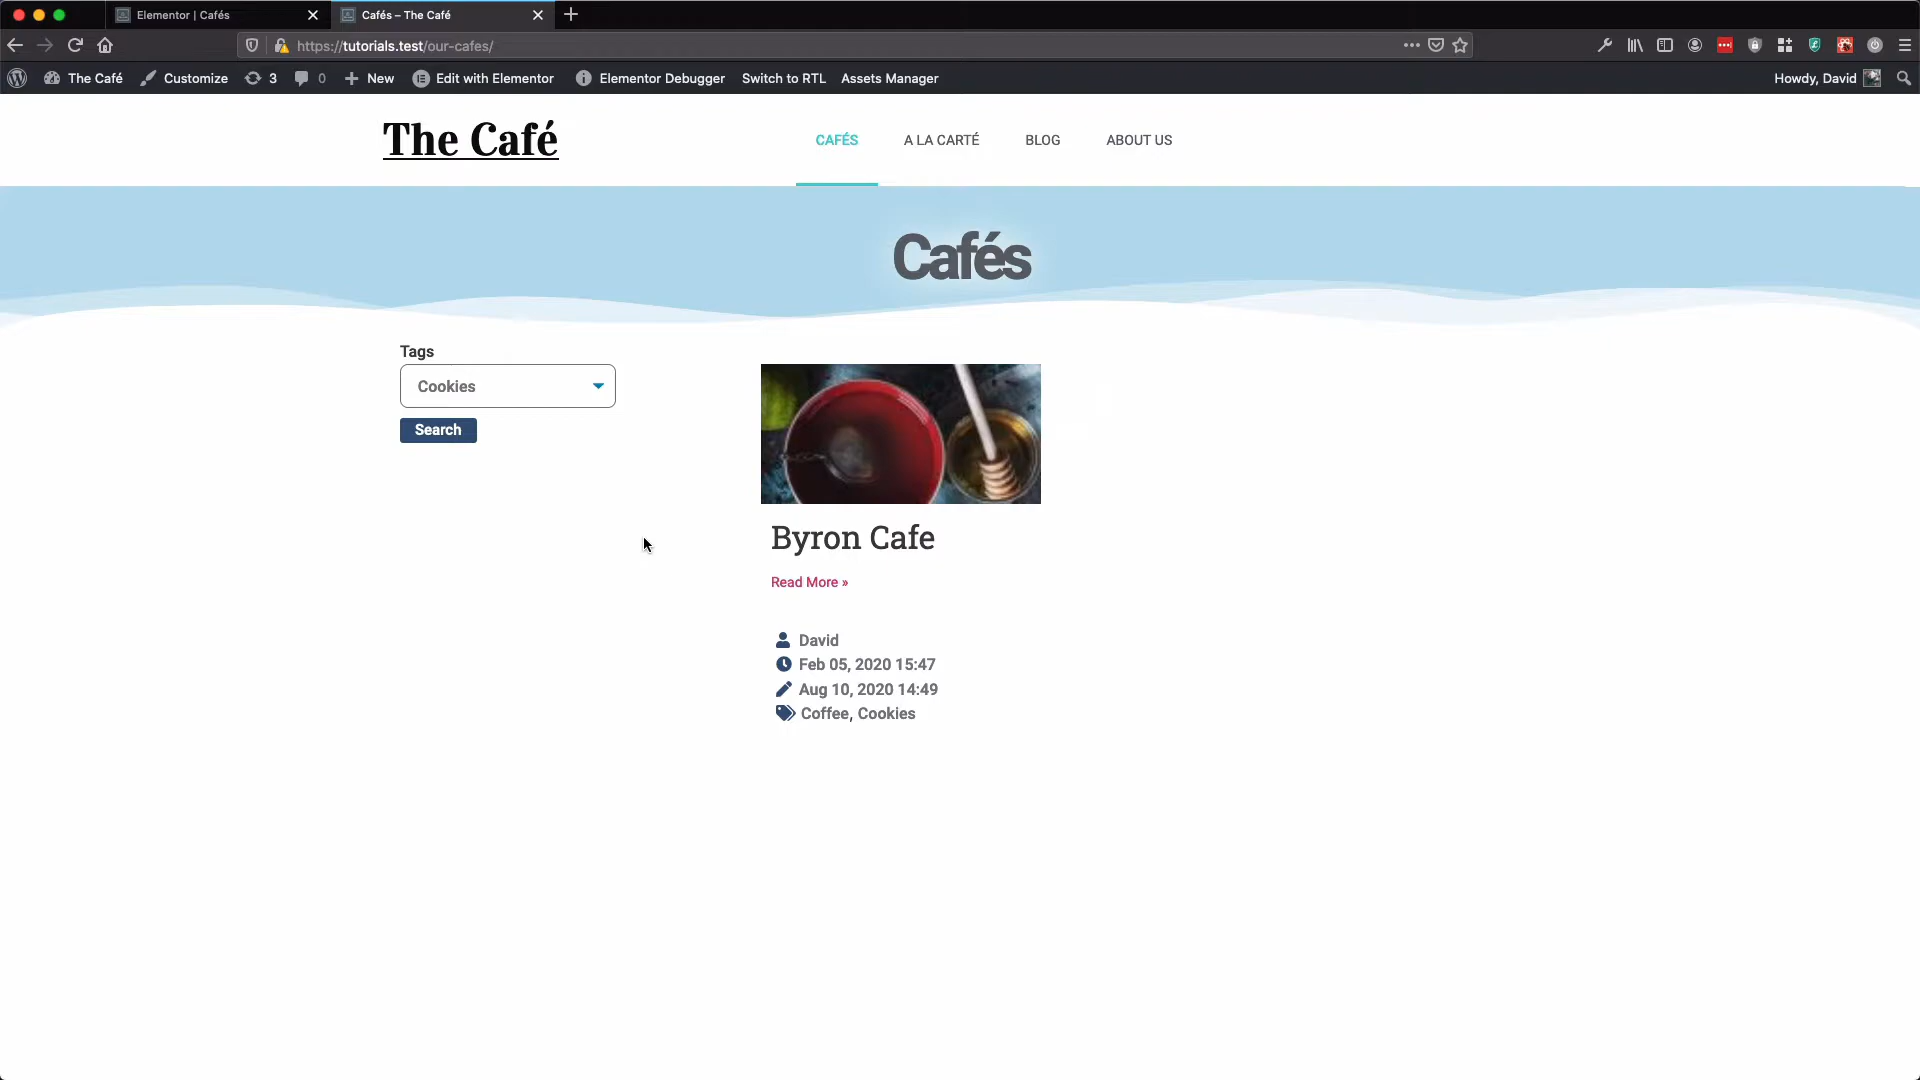 Elementor | Cafés
Cafés – The Café
https://tutorials.test/our-cafes/
The Café
Customize
3
0
New
Edit with Elementor
Elementor Debugger
Switch to RTL
Assets Manager
Howdy, David
The Café
CAFÉS
A LA CARTÉ
BLOG
ABOUT US
Cafés
Tags
Cookies
Search
Byron Cafe
Read More »
David
Feb 05, 2020 15:47
Aug 10, 2020 14:49
Coffee, Cookies